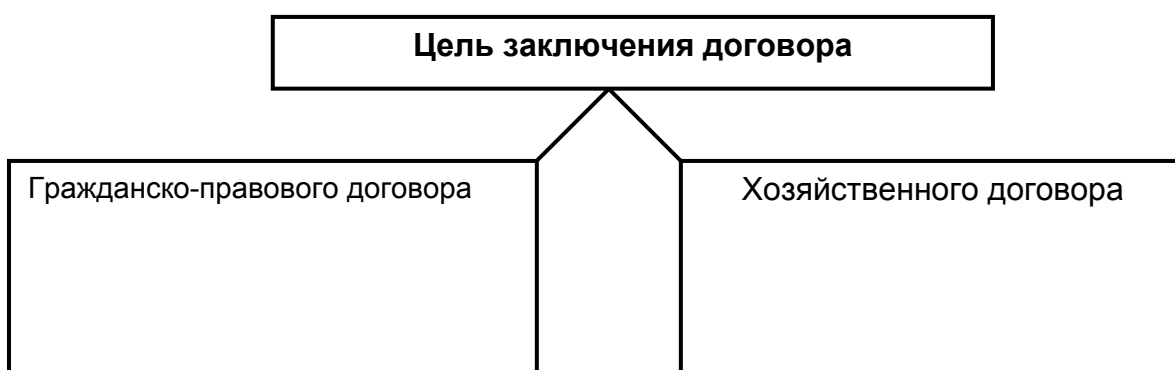 Цель заключения договора
Гражданско-правового договора
Хозяйственного договора